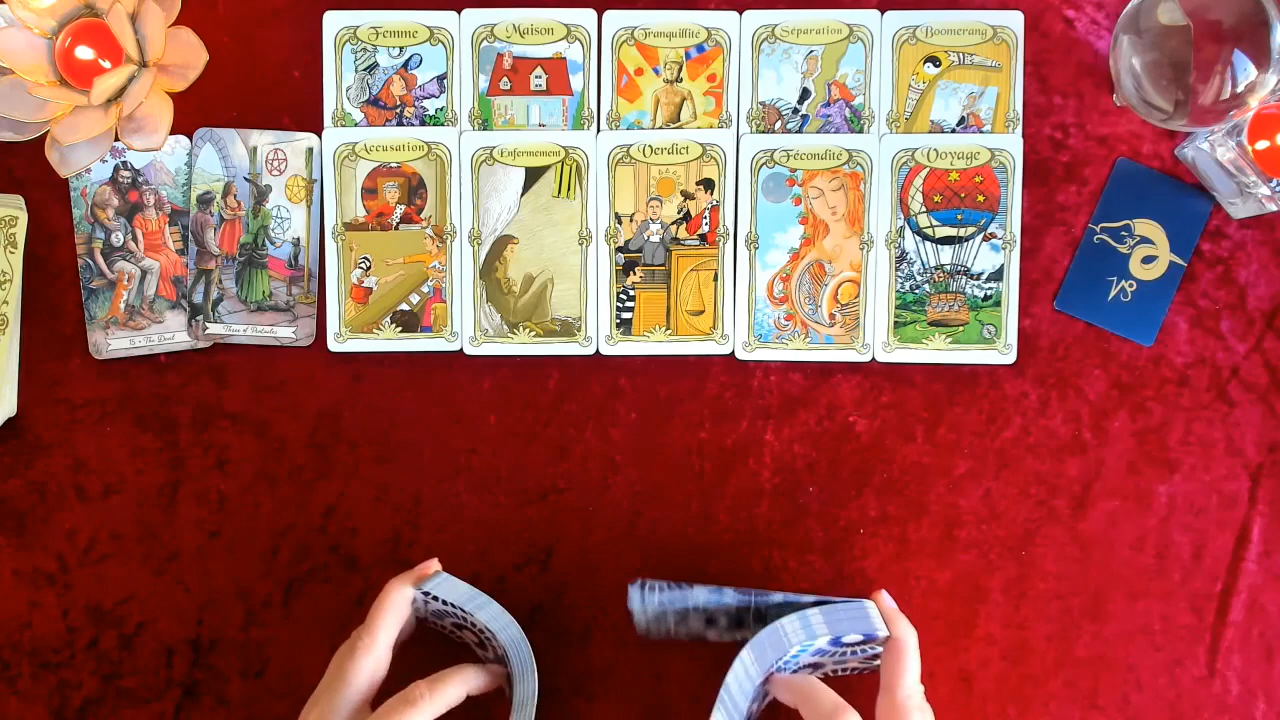 Femme
Maison
Tranquillité
Séparation
Boomerang
Accusation
Enfermement
Verdict
Fécondité
Voyage
15 • The Devil
Three of Pentacles